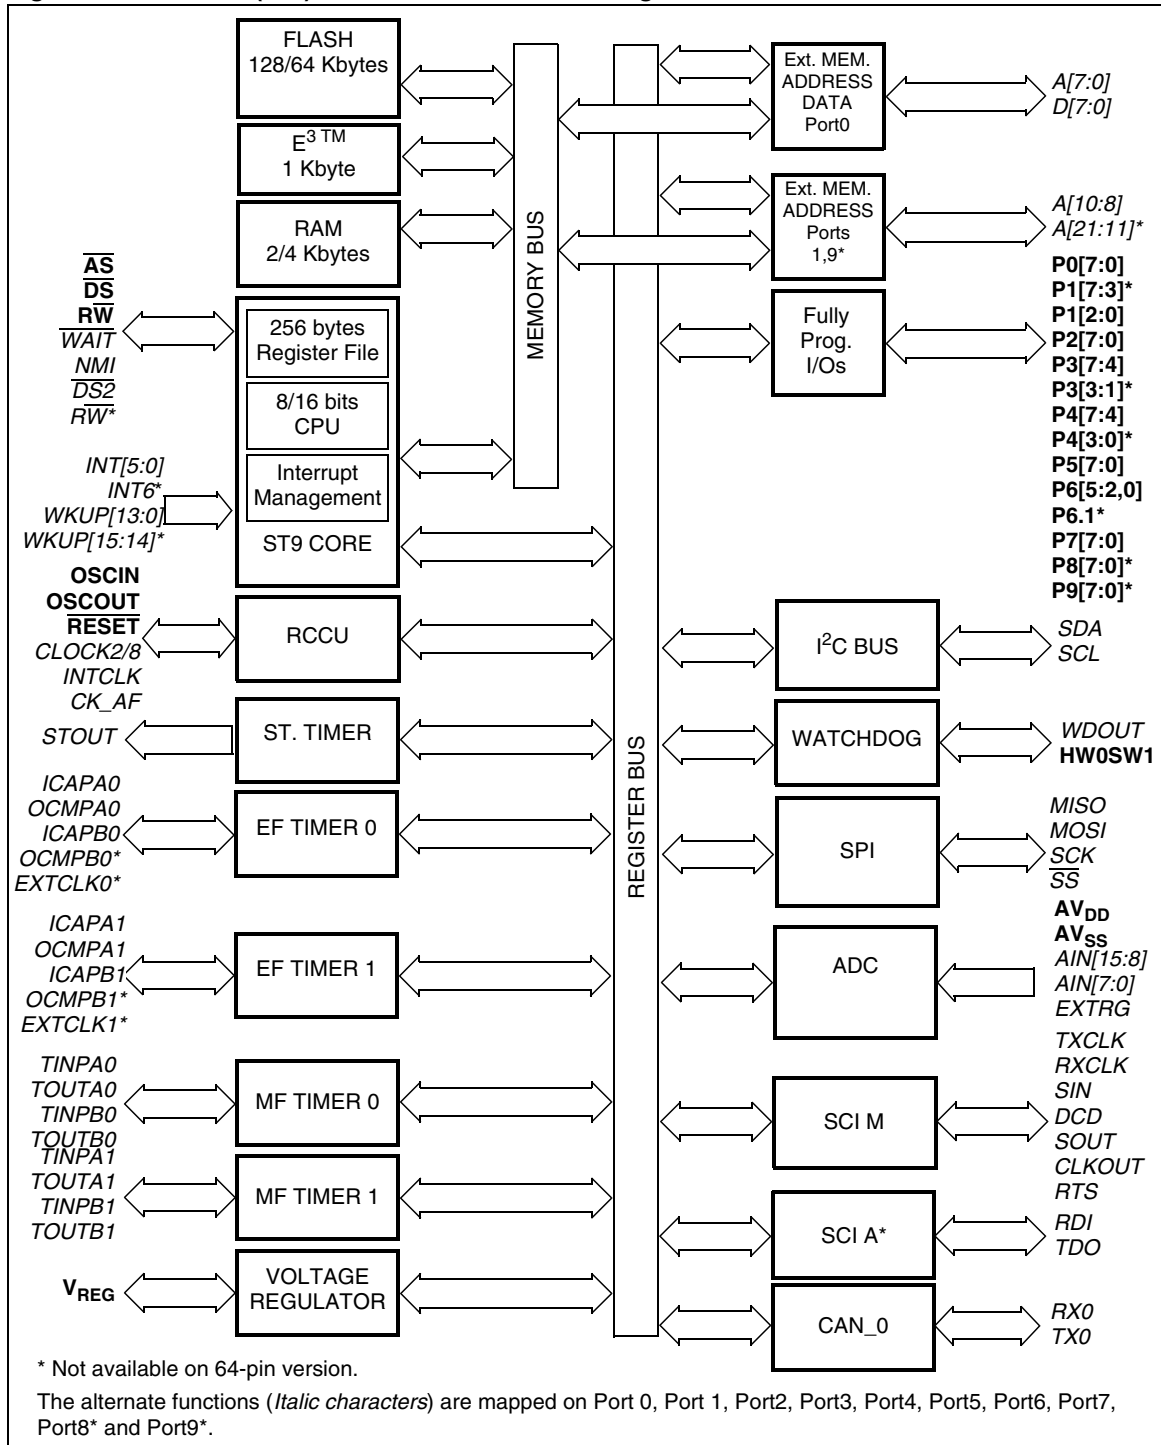 FLASH
128/64 Kbytes
E3 TM
1 Kbyte
RAM
2/4 Kbytes
AS
DS
RW
WAIT
NMI
DS2
RW*
256 bytes
Register File
8/16 bits
CPU
Interrupt
Management
ST9 CORE
INT[5:0]
INT6*
WKUP[13:0]
WKUP[15:14]*
OSCIN
OSCOUT
RESET
CLOCK2/8
INTCLK
CK_AF
RCCU
STOUT
ST. TIMER
ICAPA0
OCMPA0
ICAPB0
OCMPB0*
EXTCLK0*
EF TIMER 0
ICAPA1
OCMPA1
ICAPB1
OCMPB1*
EXTCLK1*
EF TIMER 1
TINPA0
TOUTA0
TINPB0
TOUTB0
MF TIMER 0
TINPA1
TOUTA1
TINPB1
TOUTB1
MF TIMER 1
VREG
VOLTAGE
REGULATOR
MEMORY BUS
REGISTER BUS
Ext. MEM.
ADDRESS
DATA
Port0
A[7:0]
D[7:0]
Ext. MEM.
ADDRESS
Ports
1,9*
A[10:8]
A[21:11]*
Fully
Prog.
I/Os
P0[7:0]
P1[7:3]*
P1[2:0]
P2[7:0]
P3[7:4]
P3[3:1]*
P4[7:4]
P4[3:0]*
P5[7:0]
P6[5:2,0]
P6.1*
P7[7:0]
P8[7:0]*
P9[7:0]*
I2C BUS
SDA
SCL
WATCHDOG
WDOUT
HW0SW1
SPI
MISO
MOSI
SCK
SS
ADC
AVDD
AVSS
AIN[15:8]
AIN[7:0]
EXTRG
SCI M
TXCLK
RXCLK
SIN
DCD
SOUT
CLKOUT
RTS
SCI A*
RDI
TDO
CAN_0
RX0
TX0
* Not available on 64-pin version.
The alternate functions (Italic characters) are mapped on Port 0, Port 1, Port2, Port3, Port4, Port5, Port6, Port7,
Port8* and Port9*.